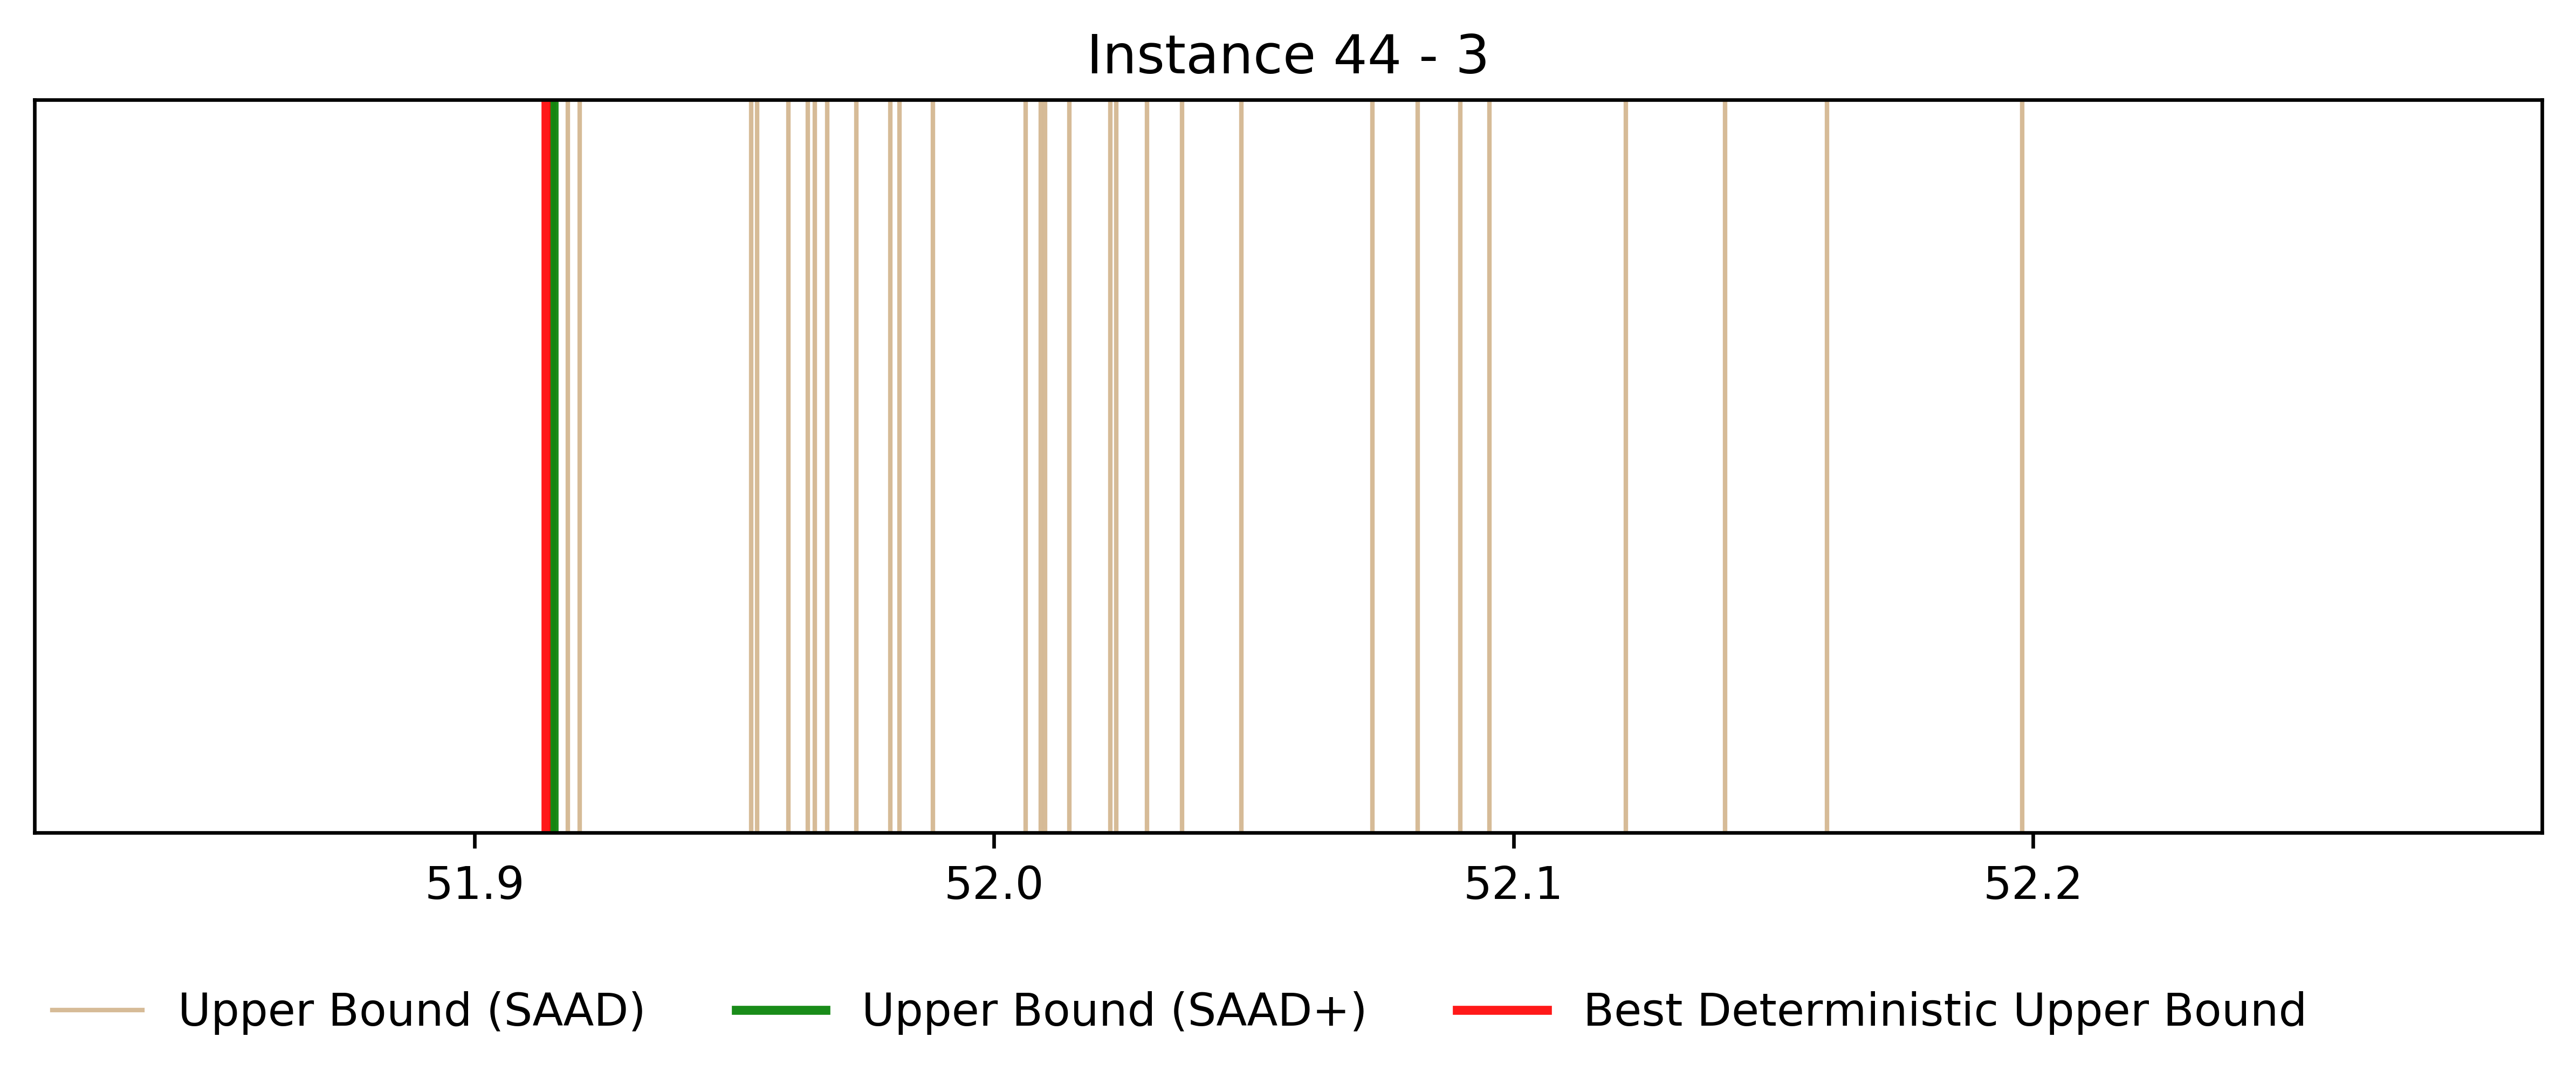 Instance 44 - 3
51.9 52.0 52.1 52.2
Upper Bound (SAAD) Upper Bound (SAAD+) Best Deterministic Upper Bound